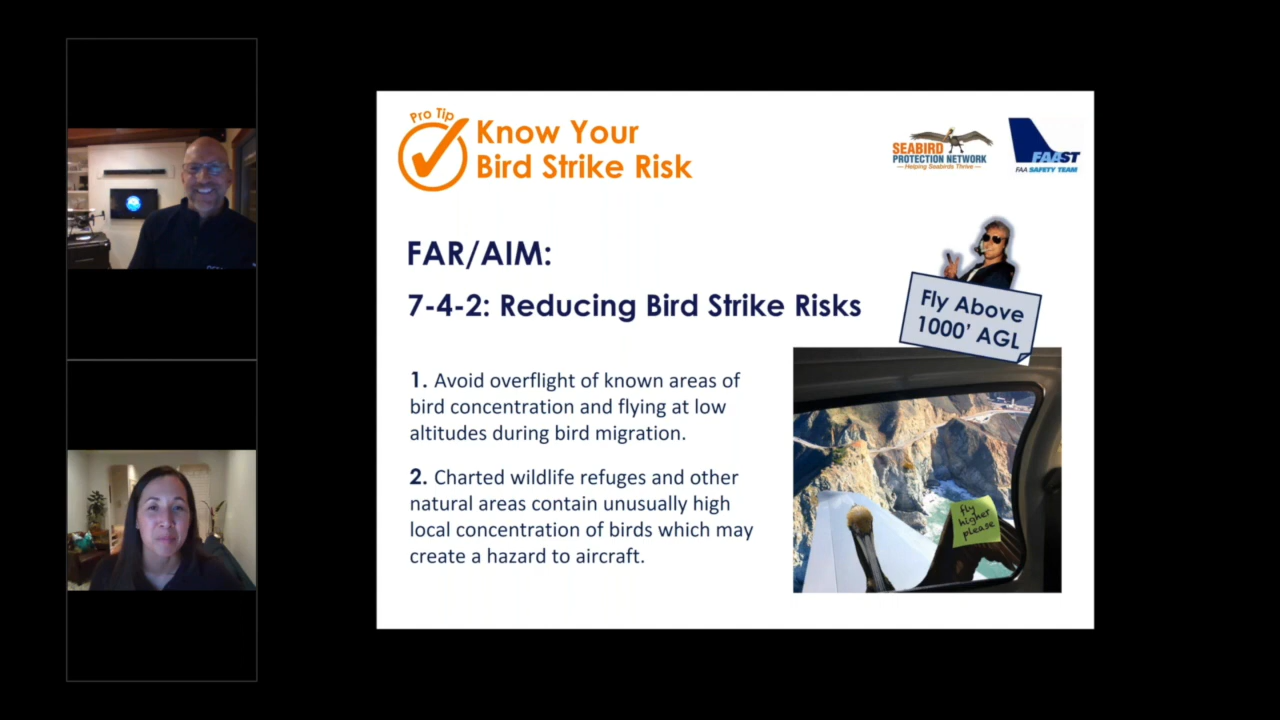 Pro Tip
Know Your
Bird Strike Risk
SEABIRD
PROTECTION NETWORK
Helping Seabirds Thrive
FAAST
FAA SAFETY TEAM
FAR/AIM:
7-4-2: Reducing Bird Strike Risks
Fly Above
1000' AGL
1. Avoid overflight of known areas of
bird concentration and flying at low
altitudes during bird migration.
2. Charted wildlife refuges and other
natural areas contain unusually high
local concentration of birds which may
create a hazard to aircraft.
fly
higher
please